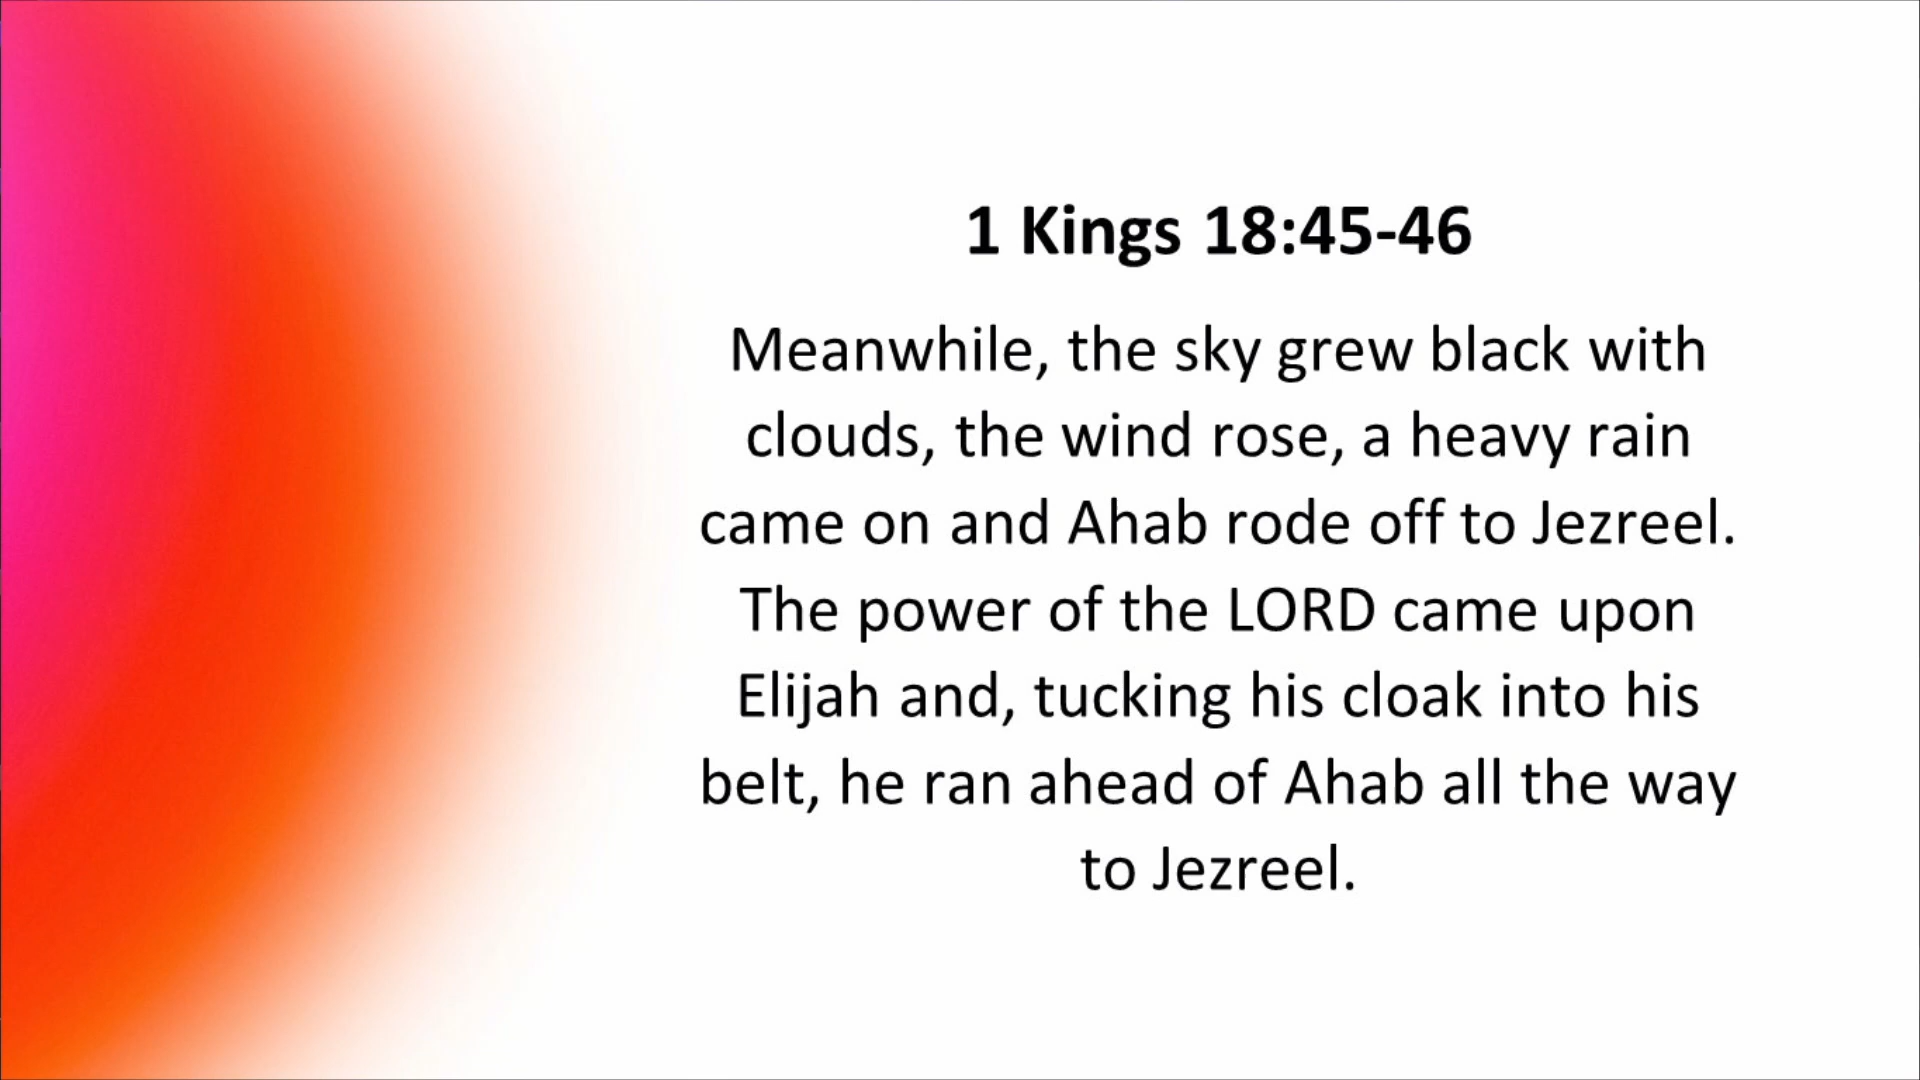 1 Kings 18:45-46
Meanwhile, the sky grew black with
clouds, the wind rose, a heavy rain
came on and Ahab rode off to Jezreel.
The power of the LORD came upon
Elijah and, tucking his cloak into his
belt, he ran ahead of Ahab all the way
to Jezreel.